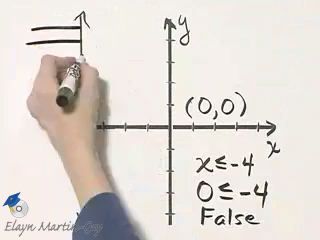 y
(0,0)
x
x ≤ -4
0 ≤ -4
False
Elayn Martin-Gay